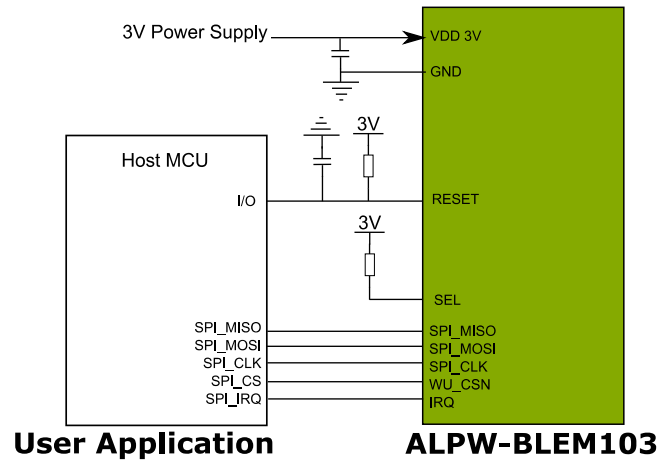 3V Power Supply
VDD 3V
GND
3V
Host MCU
I/O
RESET
3V
SEL
SPI_MISO
SPI_MISO
SPI_MOSI
SPI_MOSI
SPI_CLK
SPI_CLK
SPI_CS
WU_CSN
SPI_IRQ
IRQ
User Application
ALPW-BLEM103